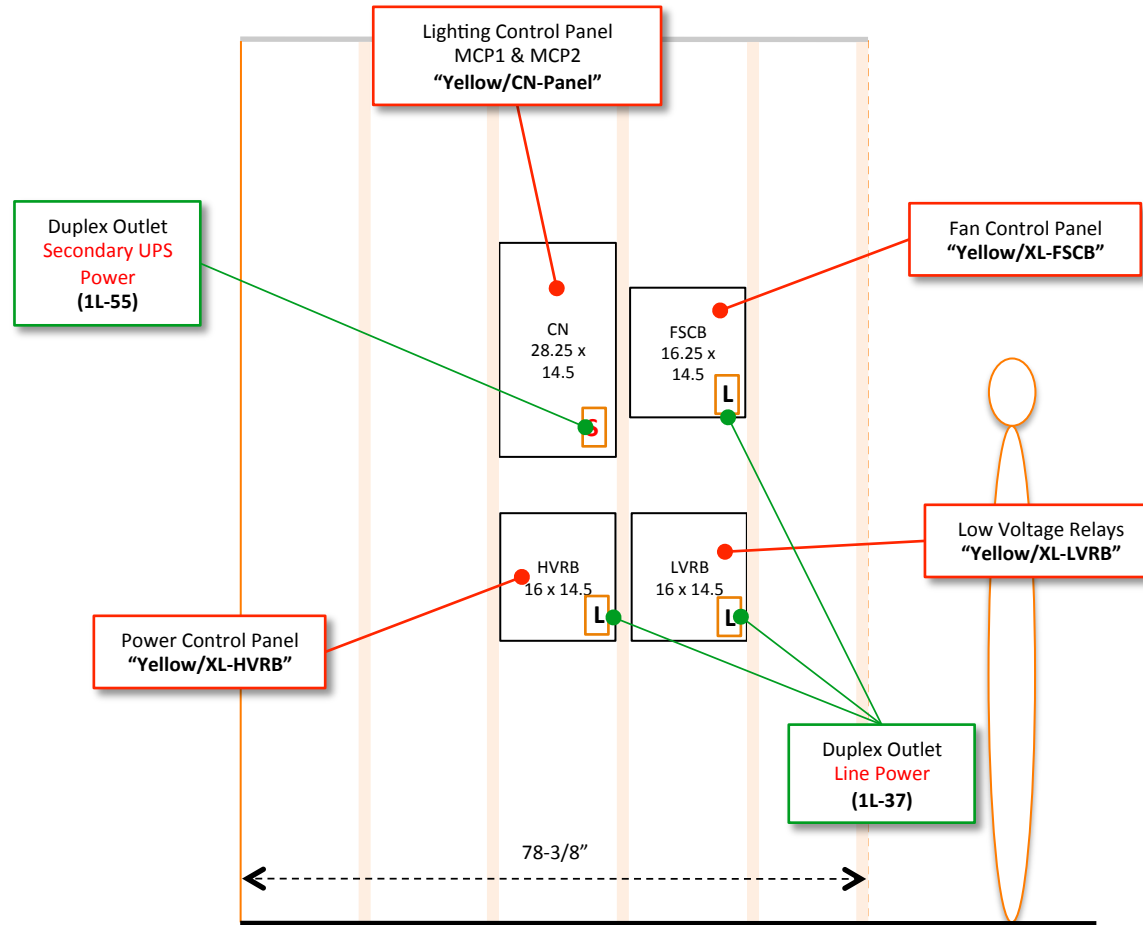 Lighting Control Panel
MCP1 & MCP2
“Yellow/CN-Panel”
Duplex Outlet
Secondary UPS
Power
(1L-55)
Fan Control Panel
“Yellow/XL-FSCB”
CN
28.25 x
14.5
S
FSCB
16.25 x
14.5
L
Low Voltage Relays
“Yellow/XL-LVRB”
HVRB
16 x 14.5
L
LVRB
16 x 14.5
L
Power Control Panel
“Yellow/XL-HVRB”
Duplex Outlet
Line Power
(1L-37)
78-3/8”